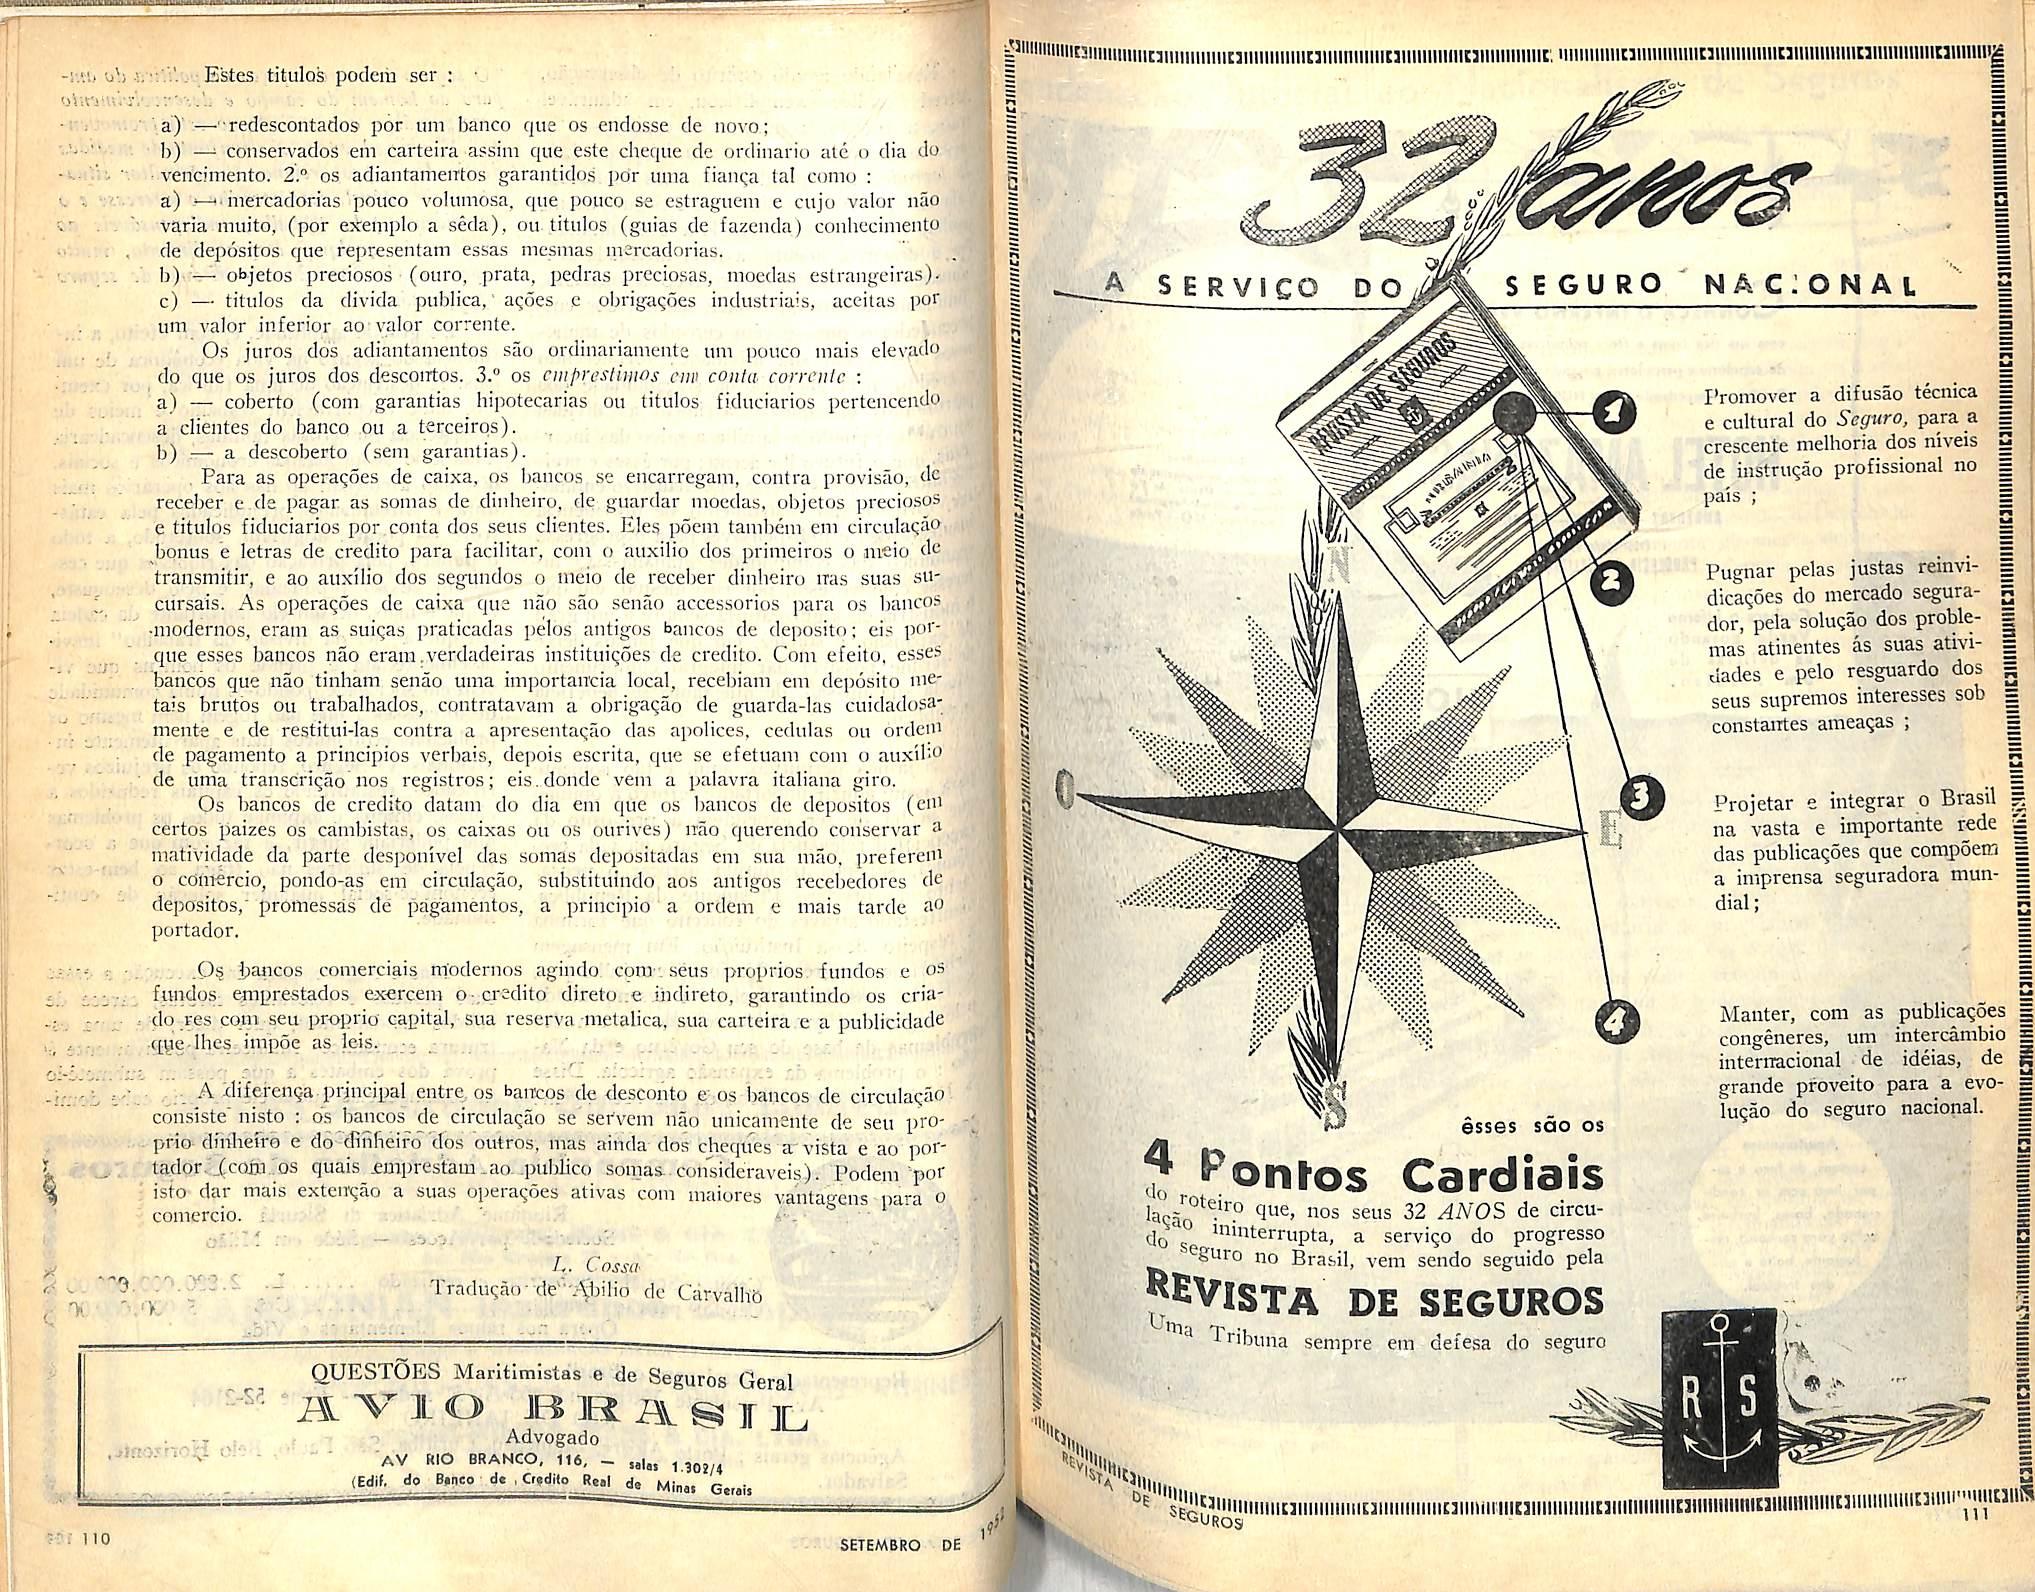 Estes titulos podem ser :
a) — redescontados por um banco que os endosse de novo;
b) — conservados em carteira assim que este cheque de ordinario até o dia do
vencimento. 2.º os adiantamentos garantidos por uma fiança tal como :
a) — mercadorias pouco volumosa, que pouco se estraguem e cujo valor não
varia muito, (por exemplo a sêda), ou titulos (guias de fazenda) conhecimento
de depósitos que representam essas mesmas mercadorias.
b) — objetos preciosos (ouro, prata, pedras preciosas, moedas estrangeiras).
c) — titulos da divida publica, ações e obrigações industriais, aceitas por
um valor inferior ao valor corrente.
Os juros dos adiantamentos são ordinariamente um pouco mais elevado
do que os juros dos descontos. 3.º os emprestimos em conta corrente :
a) — coberto (com garantias hipotecarias ou titulos fiduciarios pertencendo
a clientes do banco ou a terceiros).
b) — a descoberto (sem garantias).
Para as operações de caixa, os bancos se encarregam, contra provisão, de
receber e de pagar as somas de dinheiro, de guardar moedas, objetos preciosos
e titulos fiduciarios por conta dos seus clientes. Eles põem também em circulação
bonus e letras de credito para facilitar, com o auxilio dos primeiros o meio de
transmitir, e ao auxílio dos segundos o meio de receber dinheiro nas suas su-
cursais. As operações de caixa que não são senão accessorios para os bancos
modernos, eram as suiças praticadas pelos antigos bancos de deposito; eis por-
que esses bancos não eram verdadeiras instituições de credito. Com efeito, esses
bancos que não tinham senão uma importancia local, recebiam em depósito me-
tais brutos ou trabalhados, contratavam a obrigação de guarda-las cuidadosa-
mente e de restitui-las contra a apresentação das apolices, cedulas ou ordem
de pagamento a princípios verbais, depois escrita, que se efetuam com o auxílio
de uma transcrição nos registros; eis donde vem a palavra italiana giro.
Os bancos de credito datam do dia em que os bancos de depositos (em
certos paizes os cambistas, os caixas ou os ourives) não querendo conservar a
matividade da parte desponível das somas depositadas em sua mão, preferem
o comércio, pondo-as em circulação, substituindo aos antigos recebedores de
depositos, promessas de pagamentos, a principio a ordem e mais tarde ao
portador.
Os bancos comerciais modernos agindo com seus proprios fundos e os
fundos emprestados exercem o credito direto e indireto, garantindo os cria-
do res com seu proprio capital, sua reserva metalica, sua carteira e a publicidade
que lhes impõe as leis.
A diferença principal entre os bancos de desconto e os bancos de circulação
consiste nisto : os bancos de circulação se servem não unicamente de seu pro-
prio dinheiro e do dinheiro dos outros, mas ainda dos cheques a vista e ao por-
tador (com os quais emprestam ao publico somas consideraveis). Podem por
isto dar mais extenção a suas operações ativas com maiores vantagens para o
comercio.
L. Cossa
Tradução de Abilio de Carvalho
QUESTÕES Maritimistas e de Seguros Geral
AVIO BRASIL
Advogado
AV RIO BRANCO, 116, — salas 1.302/4
(Edif. do Banco de Credito Real de Minas Gerais
110
SETEMBRO DE 1952
32 anos
A SERVIÇO DO SEGURO NACIONAL
REVISTA DE SEGUROS
N
O
E
S
1
Promover a difusão técnica
e cultural do Seguro, para a
crescente melhoria dos níveis
de instrução profissional no
país ;
2
Pugnar pelas justas reinvi-
dicações do mercado segura-
dor, pela solução dos proble-
mas atinentes ás suas ativi-
dades e pelo resguardo dos
seus supremos interesses sob
constantes ameaças ;
3
Projetar e integrar o Brasil
na vasta e importante rede
das publicações que compõem
a imprensa seguradora mun-
dial;
4
Manter, com as publicações
congêneres, um intercâmbio
internacional de idéias, de
grande proveito para a evo-
lução do seguro nacional.
êsses são os
4 Pontos Cardiais
do roteiro que, nos seus 32 ANOS de circu-
lação ininterrupta, a serviço do progresso
do seguro no Brasil, vem sendo seguido pela
REVISTA DE SEGUROS
Uma Tribuna sempre em defesa do seguro
R S
REVISTA DE SEGUROS
111